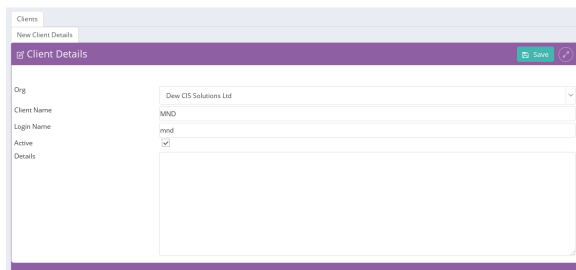 Clients
New Client Details
Client Details
Save
Org
Dew CIS Solutions Ltd
Client Name
MND
Login Name
mnd
Active
Details